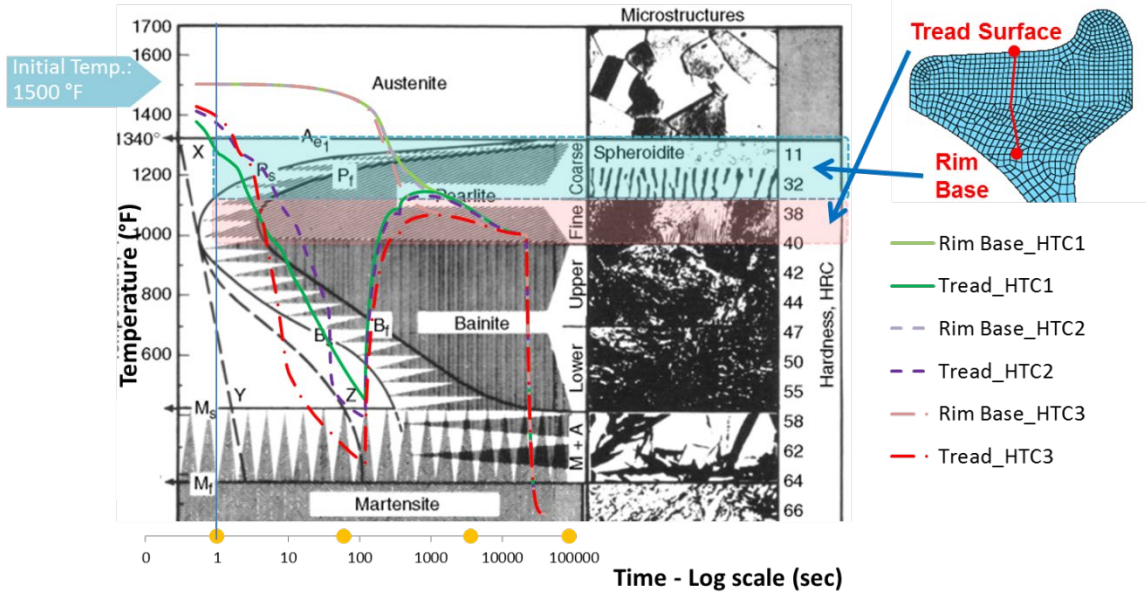 Microstructures
1700
1600
Initial Temp.:
1500 °F
1400
1340°
1200
1000
800
600
Temperature (°F)
Austenite
Ae1
X
Ps
Pf
Pearlite
Bs
Bf
Bainite
Y
Z
Ms
Mf
Martensite
Coarse
Fine
Upper
Lower
M + A
Spheroidite
11
32
38
40
42
44
47
50
55
58
62
64
66
Hardness, HRC
0 1 10 100 1000 10000 100000
Time - Log scale (sec)
Tread Surface
Rim
Base
Rim Base_HTC1
Tread_HTC1
Rim Base_HTC2
Tread_HTC2
Rim Base_HTC3
Tread_HTC3